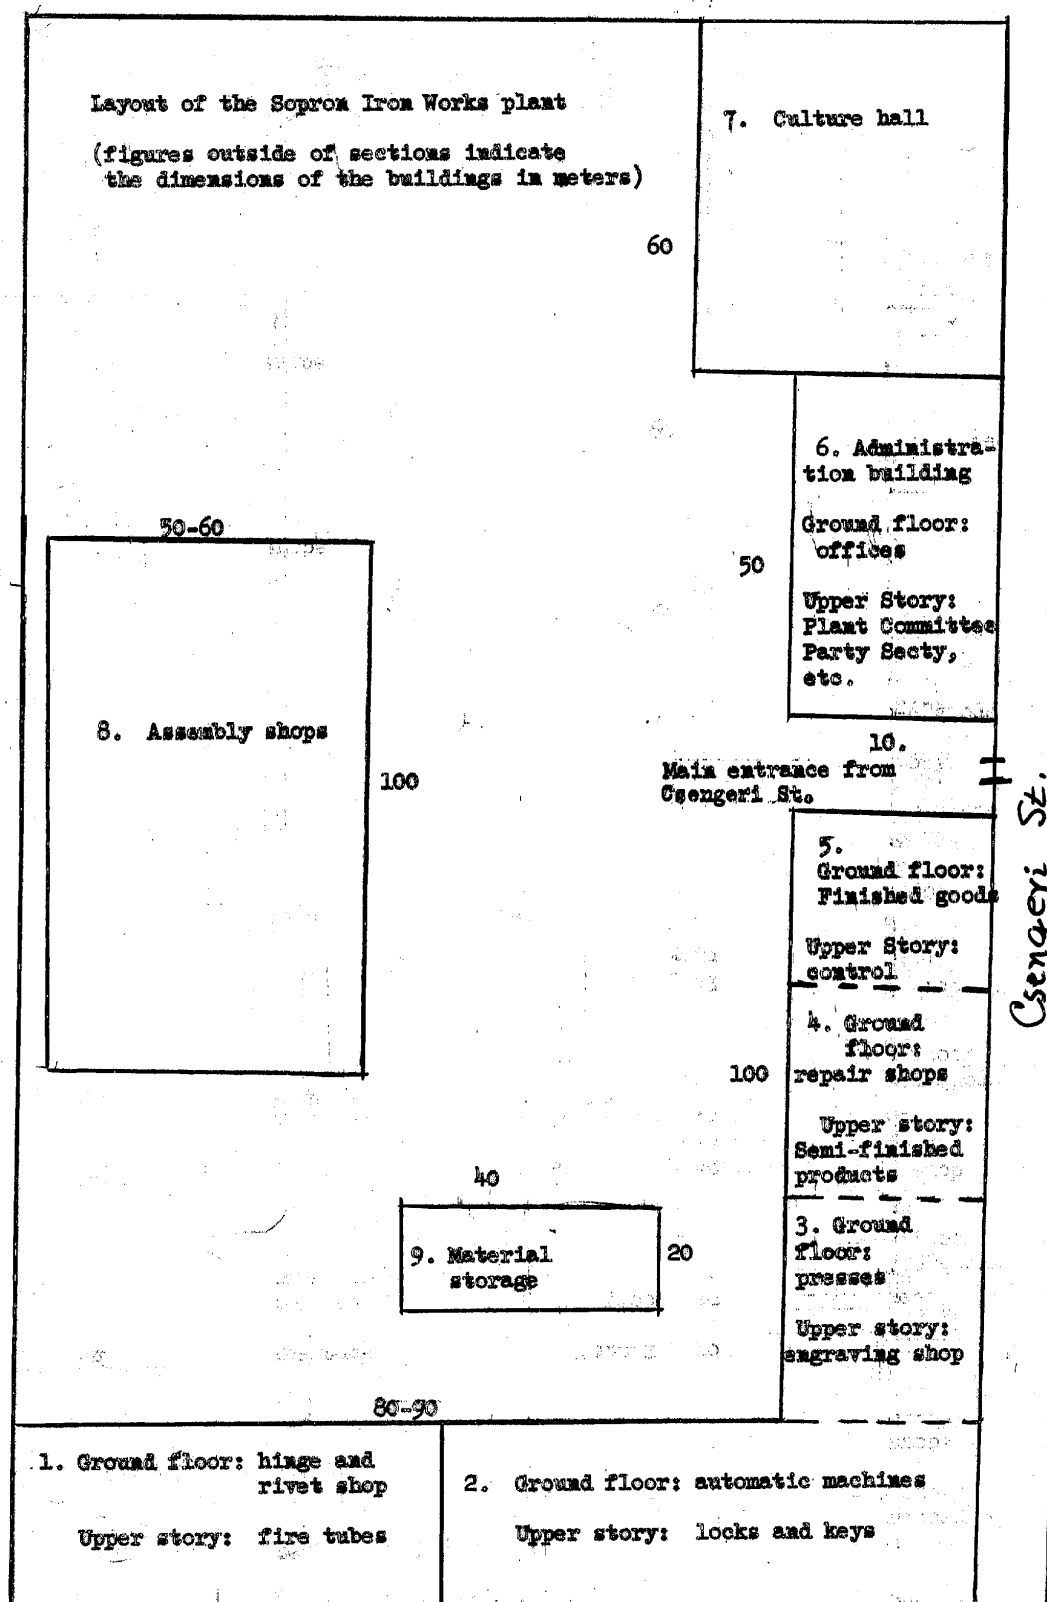 Layout of the Sopron Iron Works plant
(figures outside of sections indicate
the dimensions of the buildings in meters)
7. Culture hall
60
6. Administra-
tion building
Ground floor:
offices
Upper Story:
Plant Committee
Party Secty,
etc.
50
50-60
8. Assembly shops
100
10.
Main entrance from
Csengeri St.
Csengeri St.
5.
Ground floor:
Finished goods
Upper Story:
control
4. Ground
floor:
repair shops
Upper story:
Semi-finished
products
100
3. Ground
floor:
presses
Upper story:
engraving shop
40
9. Material
storage
20
80-90
1. Ground floor: hinge and
rivet shop
Upper story: fire tubes
2. Ground floor: automatic machines
Upper story: locks and keys